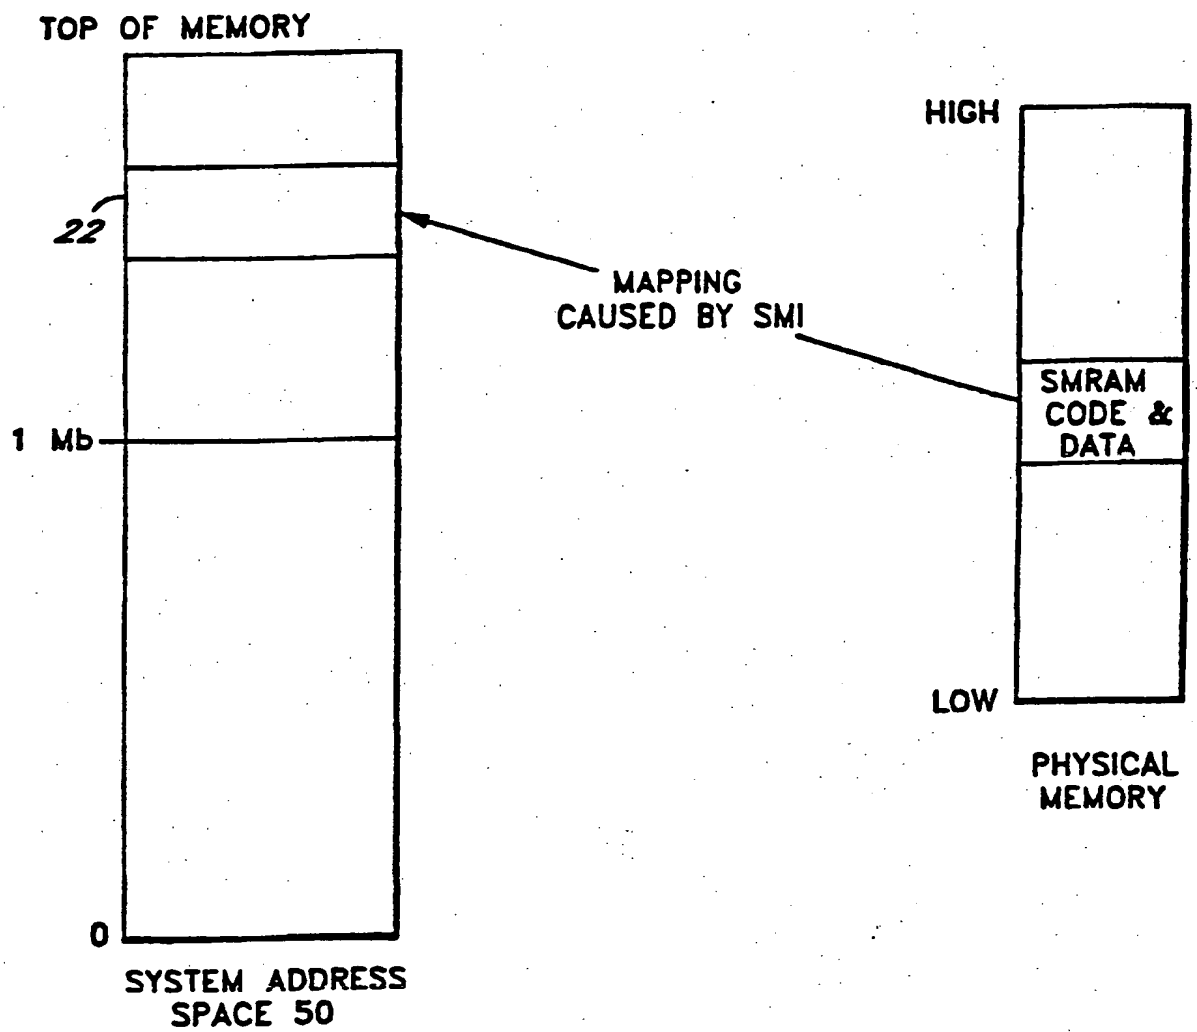 TOP OF MEMORY
HIGH
22
MAPPING
CAUSED BY SMI
SMRAM
CODE &
DATA
1 Mb
LOW
PHYSICAL
MEMORY
0
SYSTEM ADDRESS
SPACE 50